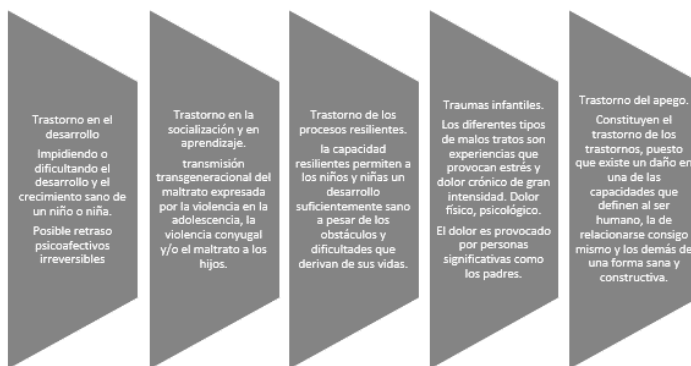 Trastorno en el
desarrollo
Impidiendo o
dificultando el
desarrollo y el
crecimiento sano de
un niño o niña.
Posible retraso
psicoafectivos
irreversibles
Trastorno en la
socialización y en
aprendizaje.
transmisión
transgeneracional del
maltrato expresada
por la violencia en la
adolescencia, la
violencia conyugal
y/o el maltrato a los
hijos.
Trastorno de los
procesos resilientes.
la capacidad
resilientes permiten a
los niños y niñas un
desarrollo
suficientemente sano
a pesar de los
obstáculos y
dificultades que
derivan de sus vidas.
Traumas infantiles.
Los diferentes tipos
de malos tratos son
experiencias que
provocan estrés y
dolor crónico de gran
intensidad. Dolor
físico, psicológico.
El dolor es provocado
por personas
significativas como
los padres.
Trastorno del apego.
Constituyen el
trastorno de los
trastornos, puesto
que existe un daño en
una de las
capacidades que
definen al ser
humano, la de
relacionarse consigo
mismo y los demás de
una forma sana y
constructiva.